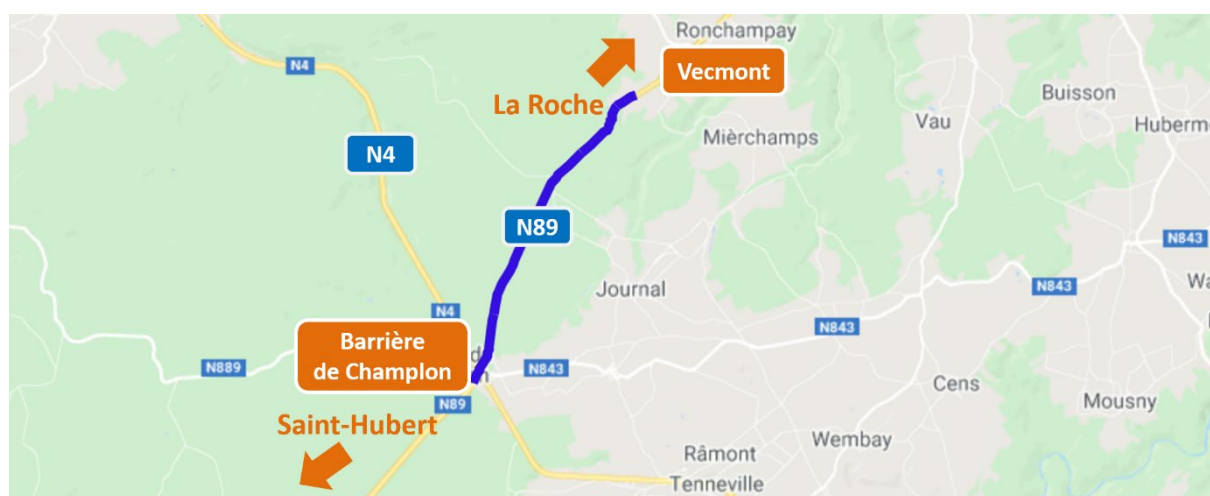 Ronchampay
Vecmont
N4
La Roche
Buisson
Vau
Hubermo
Mièrchamps
N4
N89
N843
Journal
N843
Wa
N4
N843
Barrière
de Champlon
N889
N843
Cens
N89
Mousny
Saint-Hubert
Wembay
Râmont
Tenneville